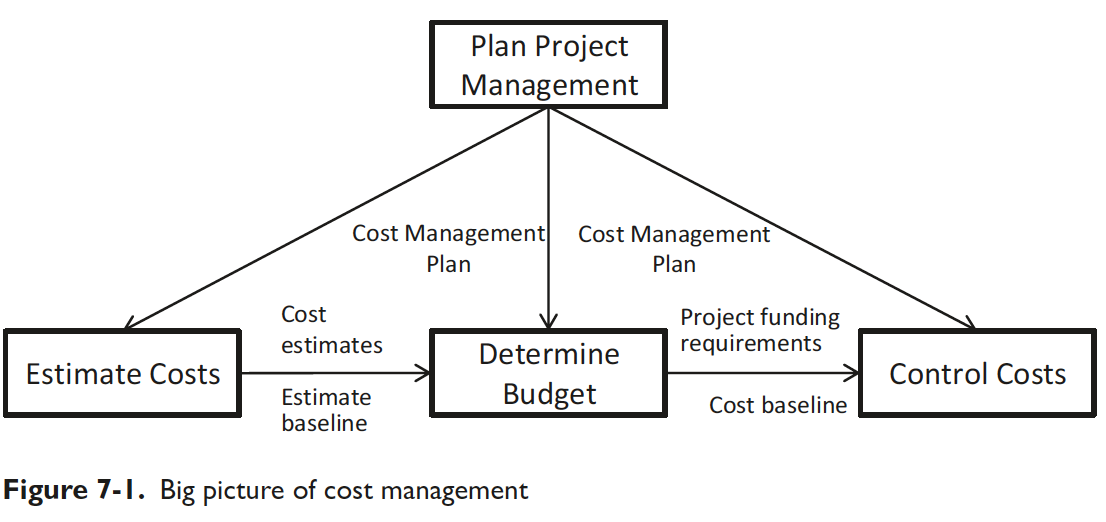 Plan Project
Management
Cost Management
Plan
Cost Management
Plan
Cost
estimates
Estimate
baseline
Project funding
requirements
Cost baseline
Estimate Costs
Determine
Budget
Control Costs
Figure 7-1. Big picture of cost management